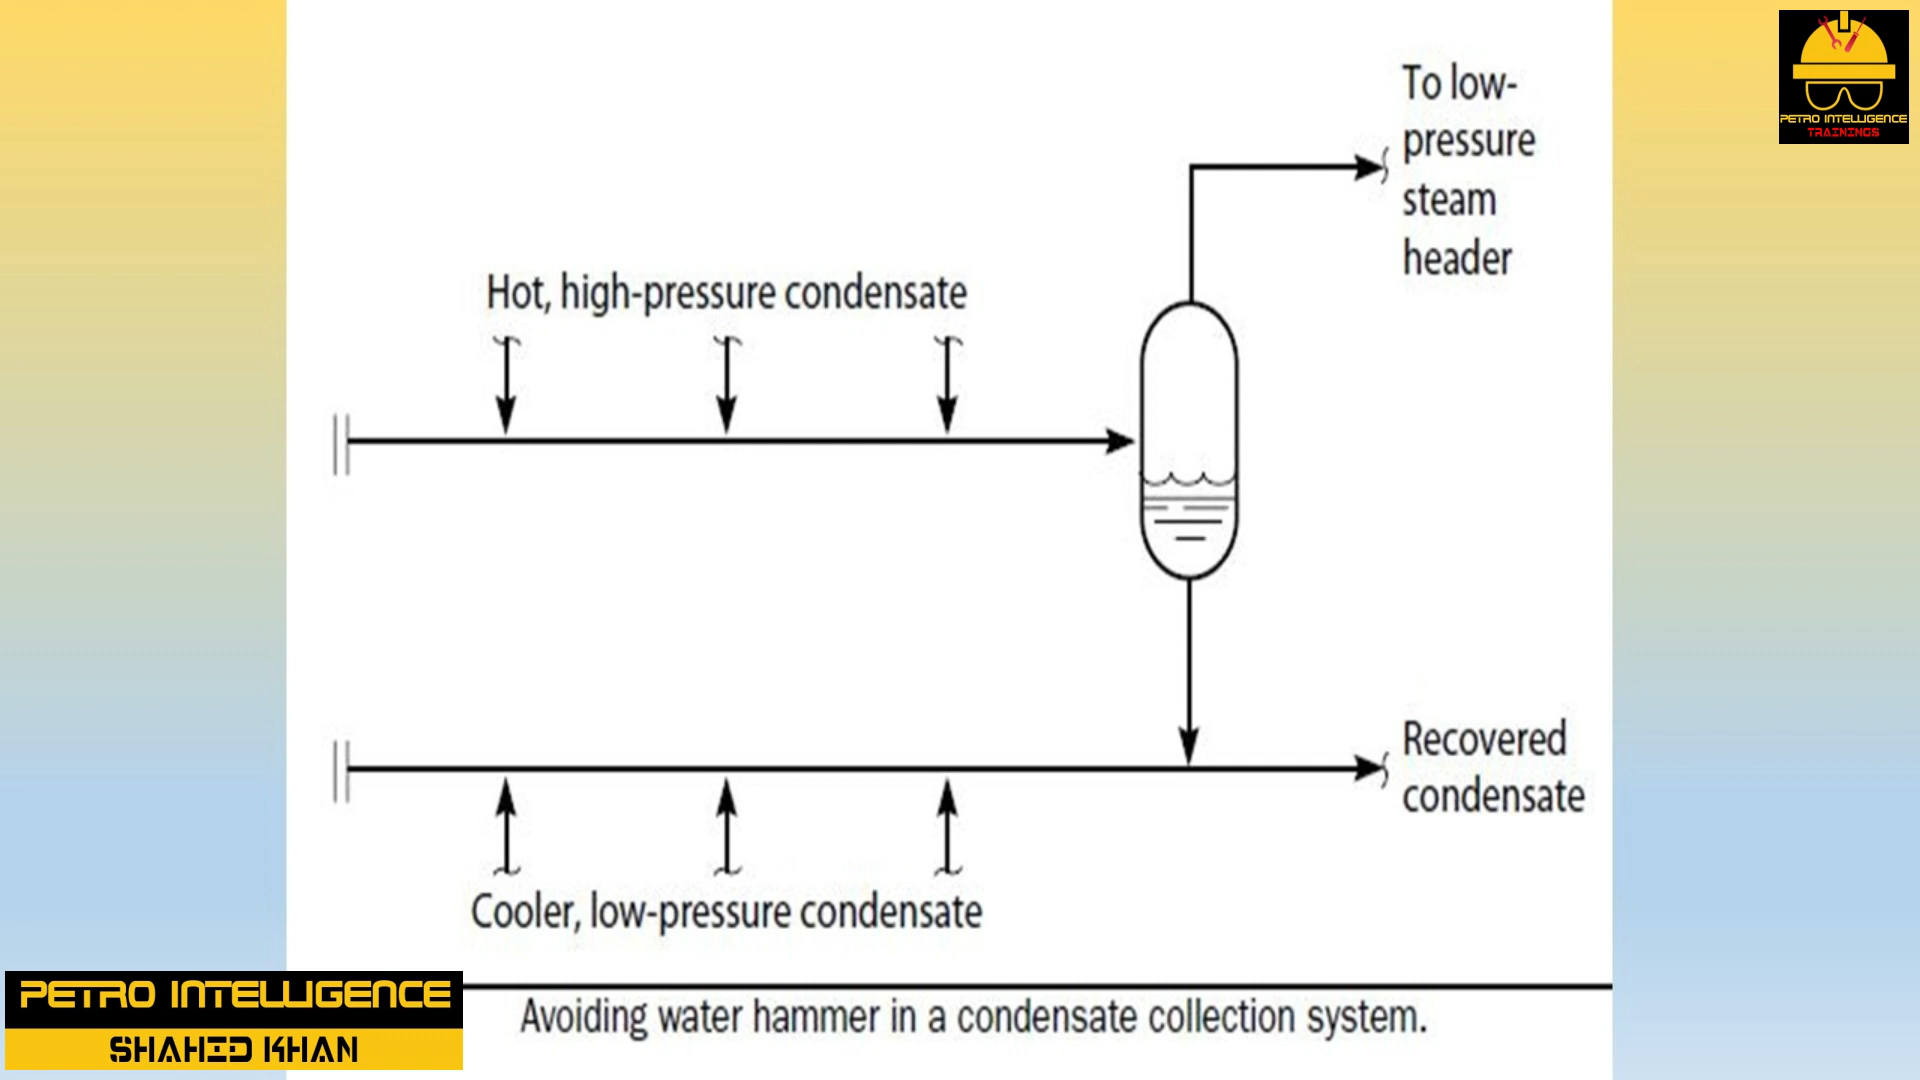 To low-
pressure
steam
header
PETRO INTELLIGENCE
TRAININGS
Hot, high-pressure condensate
Recovered
condensate
Cooler, low-pressure condensate
Avoiding water hammer in a condensate collection system.
PETRO INTELLIGENCE
SHAHID KHAN